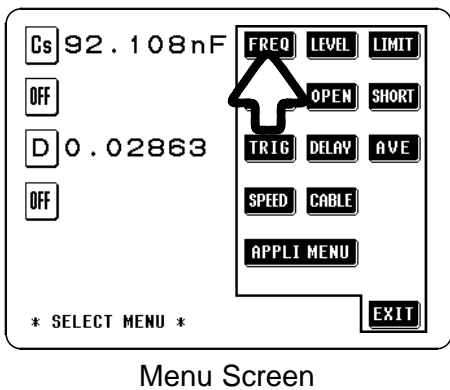 Cs 92.108nF FREQ LEVEL LIMIT
OFF OPEN SHORT
D 0.02863 TRIG DELAY AVE
OFF SPEED CABLE
APPLI MENU
* SELECT MENU * EXIT
Menu Screen